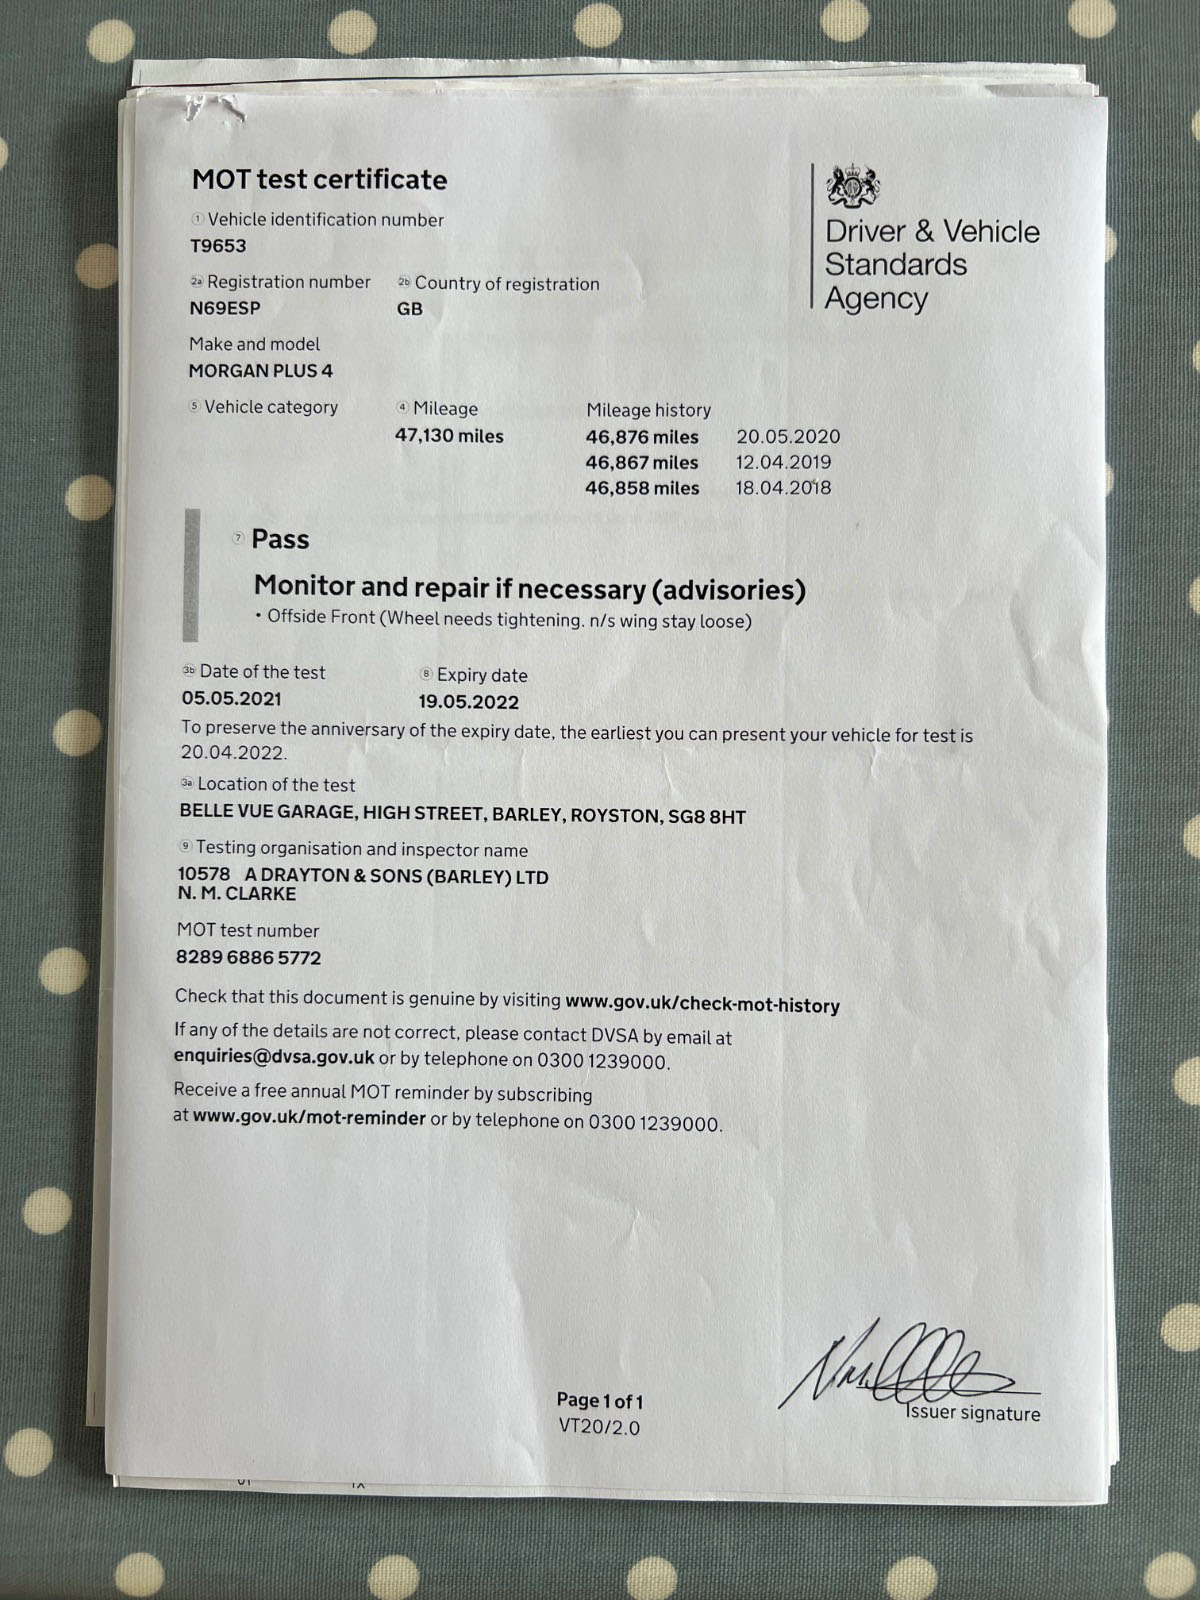 MOT test certificate
1 Vehicle identification number
T9653
2a Registration number 2b Country of registration
N69ESP GB
Make and model
MORGAN PLUS 4
5 Vehicle category 4 Mileage Mileage history
47,130 miles 46,876 miles 20.05.2020
46,867 miles 12.04.2019
46,858 miles 18.04.2018
Driver & Vehicle
Standards
Agency
7 Pass
Monitor and repair if necessary (advisories)
• Offside Front (Wheel needs tightening. n/s wing stay loose)
3b Date of the test 8 Expiry date
05.05.2021 19.05.2022
To preserve the anniversary of the expiry date, the earliest you can present your vehicle for test is
20.04.2022.
3a Location of the test
BELLE VUE GARAGE, HIGH STREET, BARLEY, ROYSTON, SG8 8HT
9 Testing organisation and inspector name
10578 A DRAYTON & SONS (BARLEY) LTD
N. M. CLARKE
MOT test number
8289 6886 5772
Check that this document is genuine by visiting www.gov.uk/check-mot-history
If any of the details are not correct, please contact DVSA by email at
enquiries@dvsa.gov.uk or by telephone on 0300 1239000.
Receive a free annual MOT reminder by subscribing
at www.gov.uk/mot-reminder or by telephone on 0300 1239000.
Page 1 of 1
VT20/2.0
Issuer signature